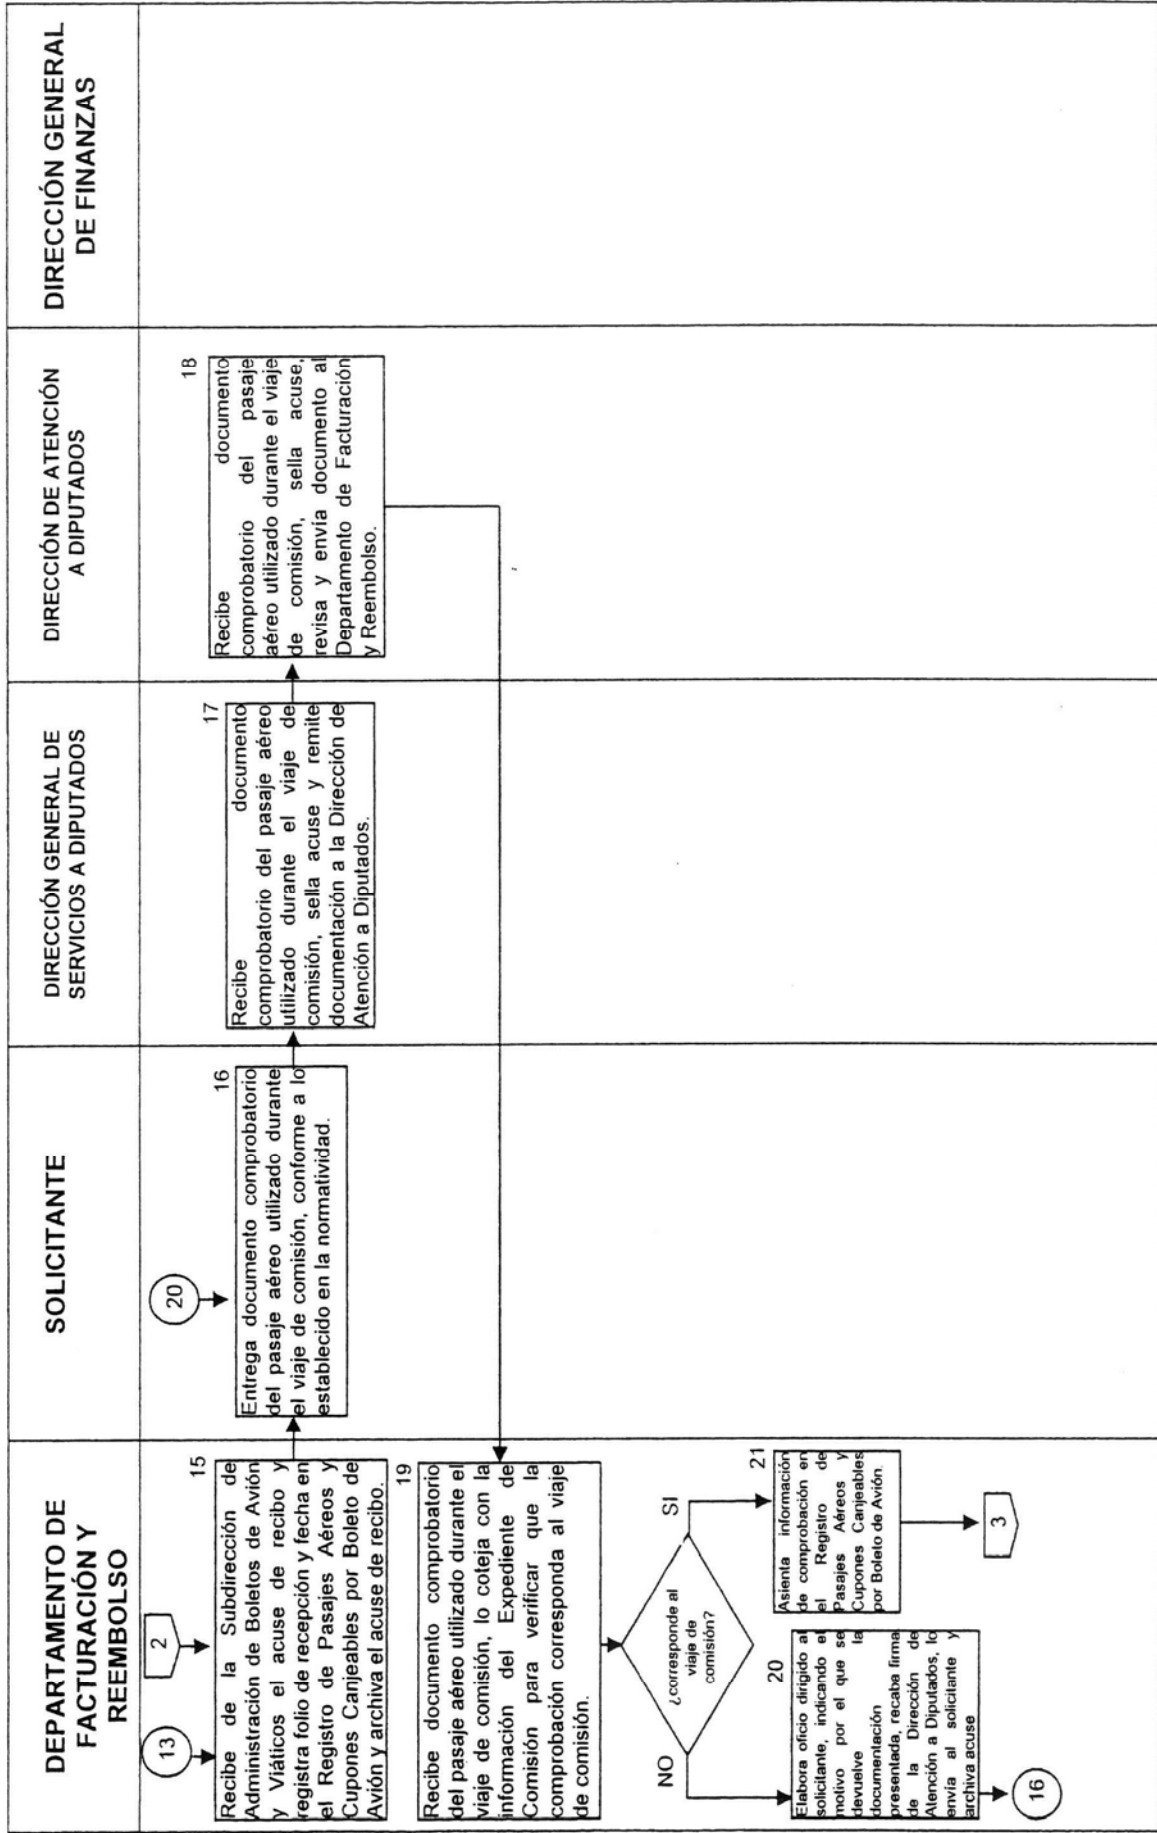 DEPARTAMENTO DE
FACTURACIÓN Y
REEMBOLSO
SOLICITANTE
DIRECCIÓN GENERAL DE
SERVICIOS A DIPUTADOS
DIRECCIÓN DE ATENCIÓN
A DIPUTADOS
DIRECCIÓN GENERAL
DE FINANZAS
13
2
15
Recibe de la Subdirección de
Administración de Boletos de Avión
y Viáticos el acuse de recibo y
registra folio de recepción y fecha en
el Registro de Pasajes Aéreos y
Cupones Canjeables por Boleto de
Avión y archiva el acuse de recibo.
20
16
Entrega documento comprobatorio
del pasaje aéreo utilizado durante
el viaje de comisión, conforme a lo
establecido en la normatividad.
17
Recibe documento
comprobatorio del pasaje aéreo
utilizado durante el viaje de
comisión, sella acuse y remite
documentación a la Dirección de
Atención a Diputados.
18
Recibe documento
comprobatorio del pasaje
aéreo utilizado durante el viaje
de comisión, sella acuse,
revisa y envía documento al
Departamento de Facturación
y Reembolso.
19
Recibe documento comprobatorio
del pasaje aéreo utilizado durante el
viaje de comisión, lo coteja con la
información del Expediente de
Comisión para verificar que la
comprobación corresponda al viaje
de comisión.
¿corresponde al
viaje de
comisión?
NO
SI
20
Elabora oficio dirigido al
solicitante, indicando el
motivo por el que se
devuelve la
documentación
presentada, recaba firma
de la Dirección de
Atención a Diputados, lo
envía al solicitante y
archiva acuse
16
21
Asienta información
de comprobación en
el Registro de
Pasajes Aéreos y
Cupones Canjeables
por Boleto de Avión.
3